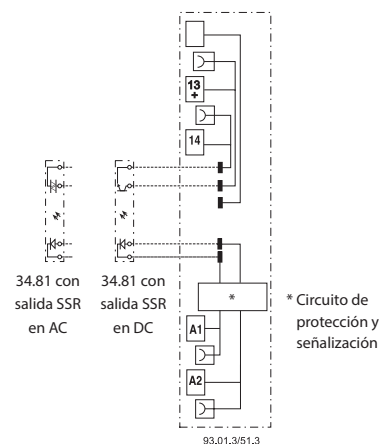 13
+
14
34.81 con
salida SSR
en AC
34.81 con
salida SSR
en DC
*
* Circuito de
protección y
señalización
A1
A2
93.01.3/51.3